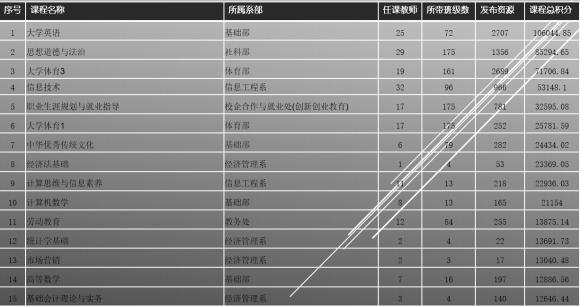 序号 课程名称 所属系部 任课教师 所带班级数 发布资源 课程总积分
1 大学英语 基础部 25 72 2707 106044.85
2 思想道德与法治 社科部 29 175 1356 85294.65
3 大学体育3 体育部 19 161 2689 71706.84
4 信息技术 信息工程系 32 96 966 53148.1
5 职业生涯规划与就业指导 校企合作与就业处(创新创业教育) 17 175 781 32595.08
6 大学体育1 体育部 17 175 252 25781.59
7 中华优秀传统文化 基础部 6 79 282 24434.02
8 经济法基础 经济管理系 1 4 53 23369.05
9 计算思维与信息素养 信息工程系 13 218 22936.03
10 计算机数学 基础部 8 13 165 21154
11 劳动教育 教务处 12 84 255 13875.14
12 统计学基础 经济管理系 2 4 22 13691.73
13 市场营销 经济管理系 2 3 17 13040.48
14 高等数学 基础部 7 16 197 12886.56
15 基础会计理论与实务 经济管理系 3 4 140 12646.44